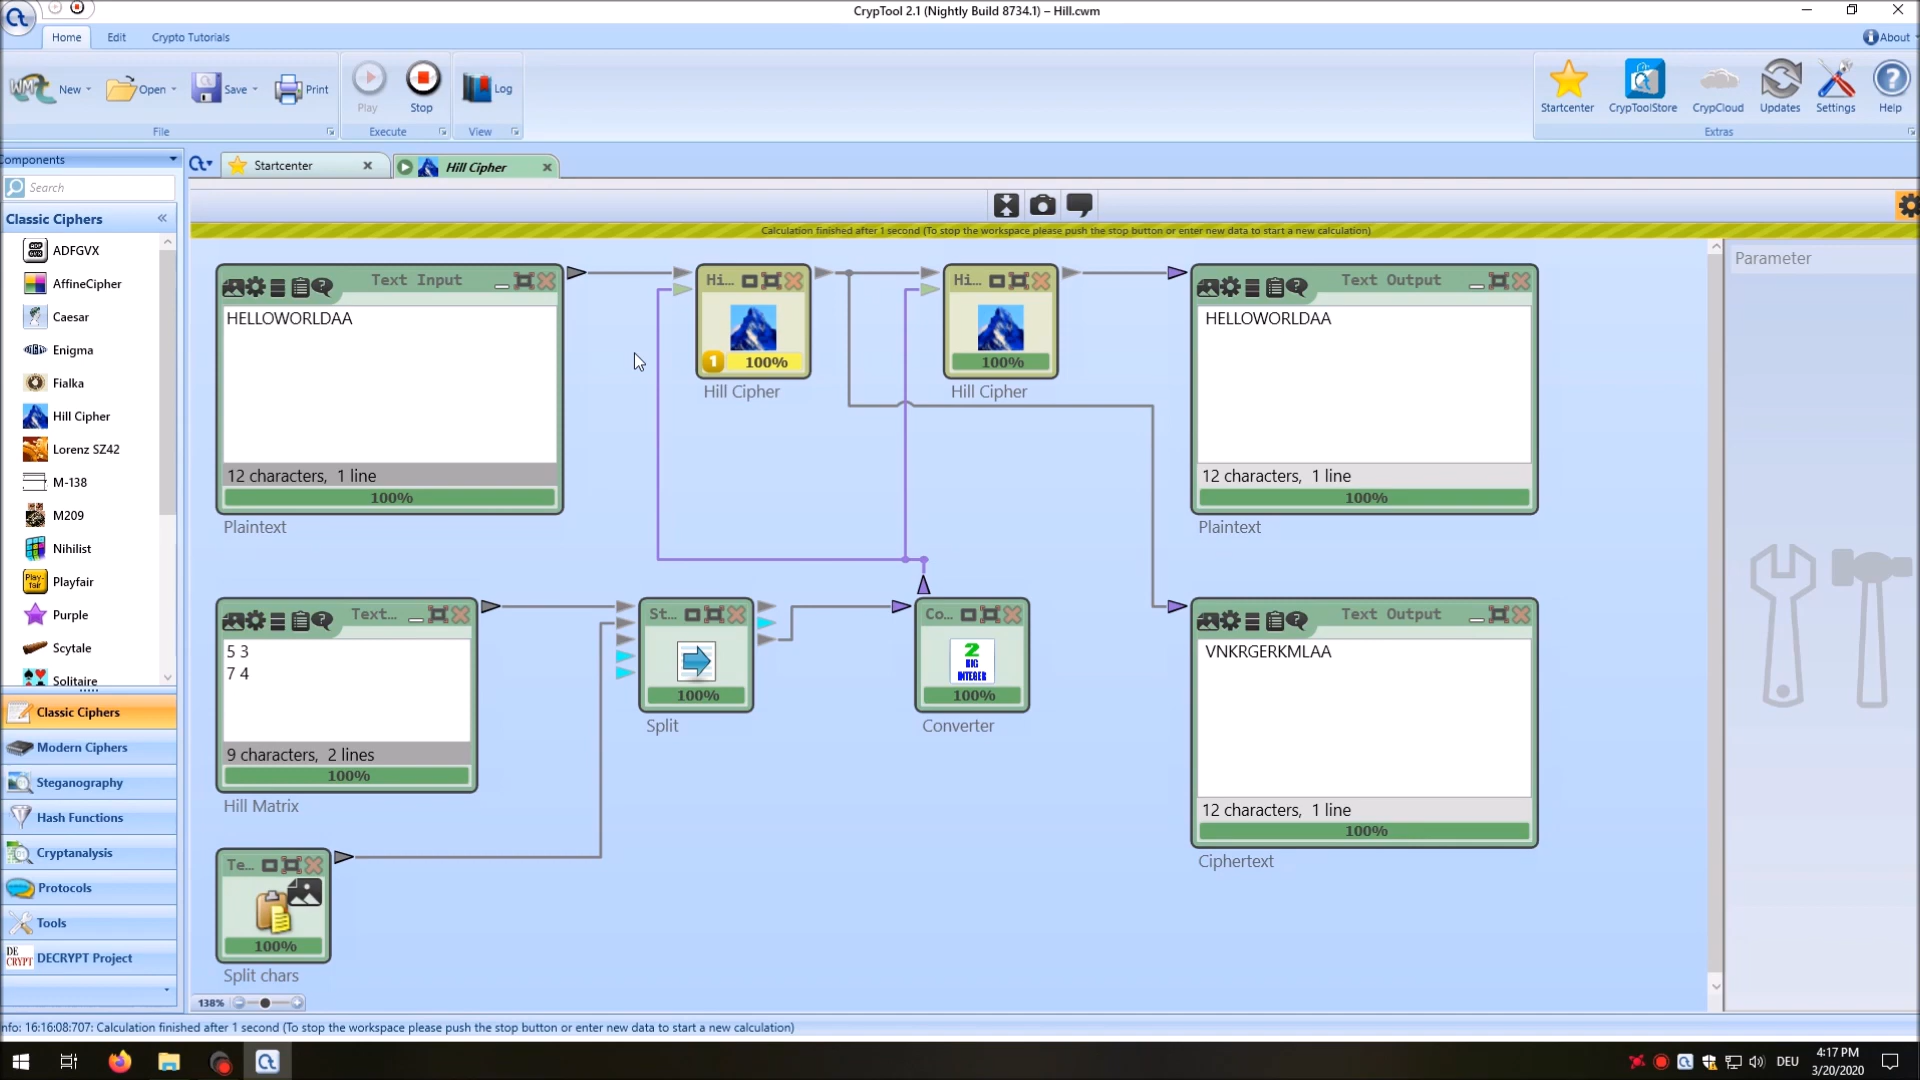 CrypTool 2.1 (Nightly Build 8734.1) – Hill.cwm
Home Edit Crypto Tutorials
About
New Open Save Print
Play Stop Log
Startcenter CrypToolStore CrypCloud Updates Settings Help
File Execute View Extras
Components
Startcenter
Hill Cipher
Search
Classic Ciphers
Calculation finished after 1 second (To stop the workspace please push the stop button or enter new data to start a new calculation)
ADFGVX
AffineCipher
Caesar
Enigma
Fialka
Hill Cipher
Lorenz SZ42
M-138
M209
Nihilist
Playfair
Purple
Scytale
Solitaire
Classic Ciphers
Modern Ciphers
Steganography
Hash Functions
Cryptanalysis
Protocols
Tools
DECRYPT Project
Text Input
HELLOWORLDAA
12 characters, 1 line
100%
Plaintext
Hi...
1 100%
Hill Cipher
Hi...
100%
Hill Cipher
Text Output
HELLOWORLDAA
12 characters, 1 line
100%
Plaintext
Parameter
Text...
5 3
7 4
9 characters, 2 lines
100%
Hill Matrix
St...
100%
Split
Co...
2
BIG
INTEGER
100%
Converter
Text Output
VNKRGERKMLAA
12 characters, 1 line
100%
Ciphertext
Te...
100%
Split chars
138%
nfo: 16:16:08:707: Calculation finished after 1 second (To stop the workspace please push the stop button or enter new data to start a new calculation)
DEU
4:17 PM
3/20/2020